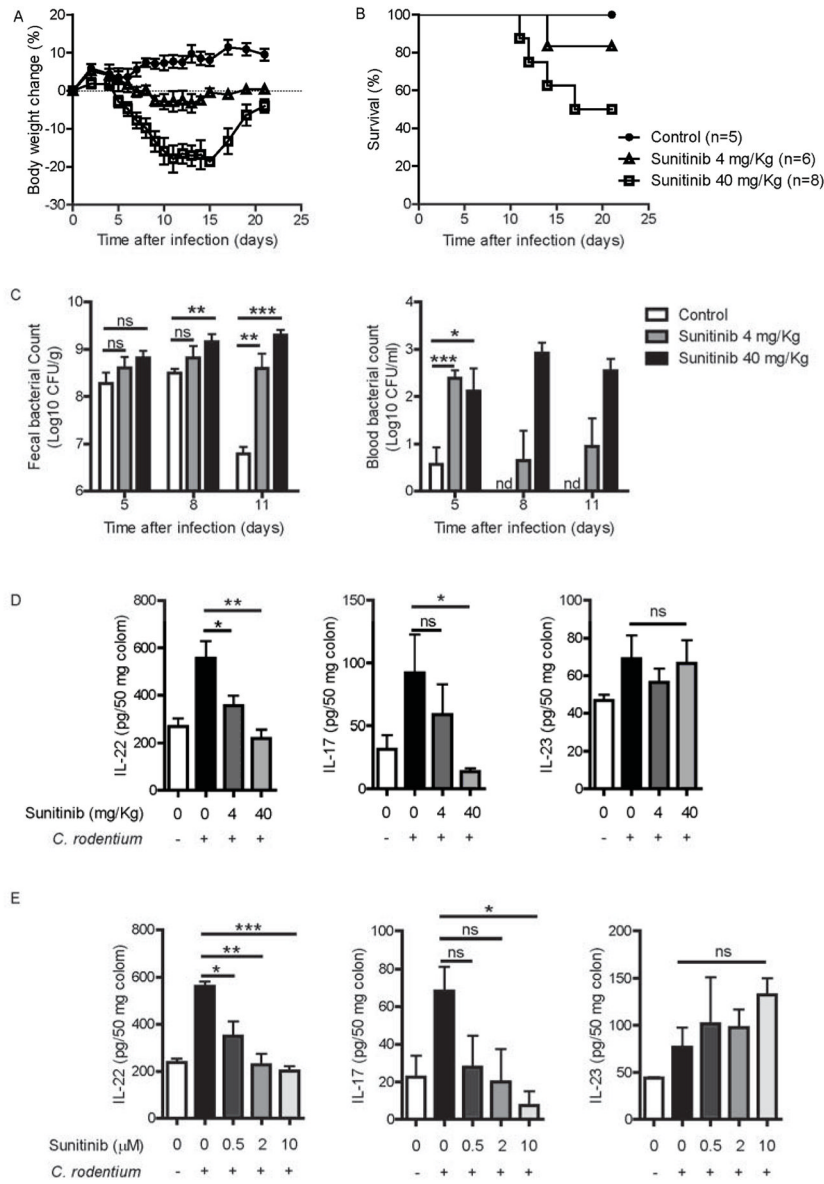 A
Body weight change (%)
20
10
0
-10
-20
-30
0 5 10 15 20 25
Time after infection (days)
B
Survival (%)
100
80
60
40
20
0
0 5 10 15 20 25
Time after infection (days)
Control (n=5)
Sunitinib 4 mg/Kg (n=6)
Sunitinib 40 mg/Kg (n=8)
C
Fecal bacterial Count
(Log10 CFU/g)
10
9
8
7
6
ns
ns
**
ns
***
**
5 8 11
Time after infection (days)
Blood bacterial count
(Log10 CFU/ml)
4
3
2
1
0
*
***
nd nd
5 8 11
Time after infection (days)
Control
Sunitinib 4 mg/Kg
Sunitinib 40 mg/Kg
D
IL-22 (pg/50 mg colom)
800
600
400
200
0
**
*
IL-17 (pg/50 mg colon)
150
100
50
0
*
ns
IL-23 (pg/50 mg colon)
100
80
60
40
20
0
ns
Sunitinib (mg/Kg) 0 0 4 40 0 0 4 40 0 0 4 40
C. rodentium - + + + - + + + - + + +
E
IL-22 (pg/50 mg colom)
800
600
400
200
0
***
**
*
IL-17 (pg/50 mg colon)
100
80
60
40
20
0
*
ns
ns
IL-23 (pg/50 mg colon)
200
150
100
50
0
ns
Sunitinib (μM) 0 0 0.5 2 10 0 0 0.5 2 10 0 0 0.5 2 10
C. rodentium - + + + + - + + + + - + + + +